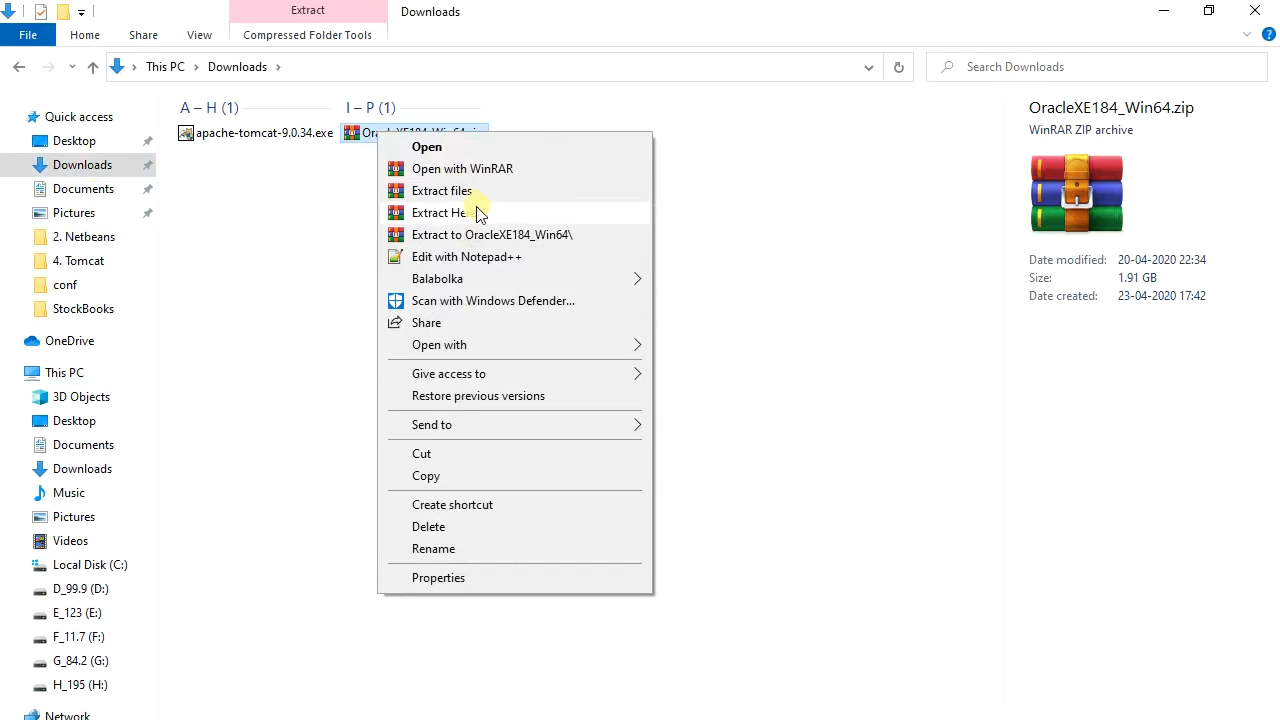 Extract
Downloads
File
Home
Share
View
Compressed Folder Tools
This PC
Downloads
Search Downloads
Quick access
Desktop
Downloads
Documents
Pictures
2. Netbeans
4. Tomcat
conf
StockBooks
OneDrive
This PC
3D Objects
Desktop
Documents
Downloads
Music
Pictures
Videos
Local Disk (C:)
D_99.9 (D:)
E_123 (E:)
F_11.7 (F:)
G_84.2 (G:)
H_195 (H:)
Network
A – H (1)
apache-tomcat-9.0.34.exe
I – P (1)
Open
Open with WinRAR
Extract files
Extract
Extract to OracleXE184_Win64\
Edit with Notepad++
Balabolka
Scan with Windows Defender...
Share
Open with
Give access to
Restore previous versions
Send to
Cut
Copy
Create shortcut
Delete
Rename
Properties
OracleXE184_Win64.zip
WinRAR ZIP archive
Date modified: 20-04-2020 22:34
Size: 1.91 GB
Date created: 23-04-2020 17:42